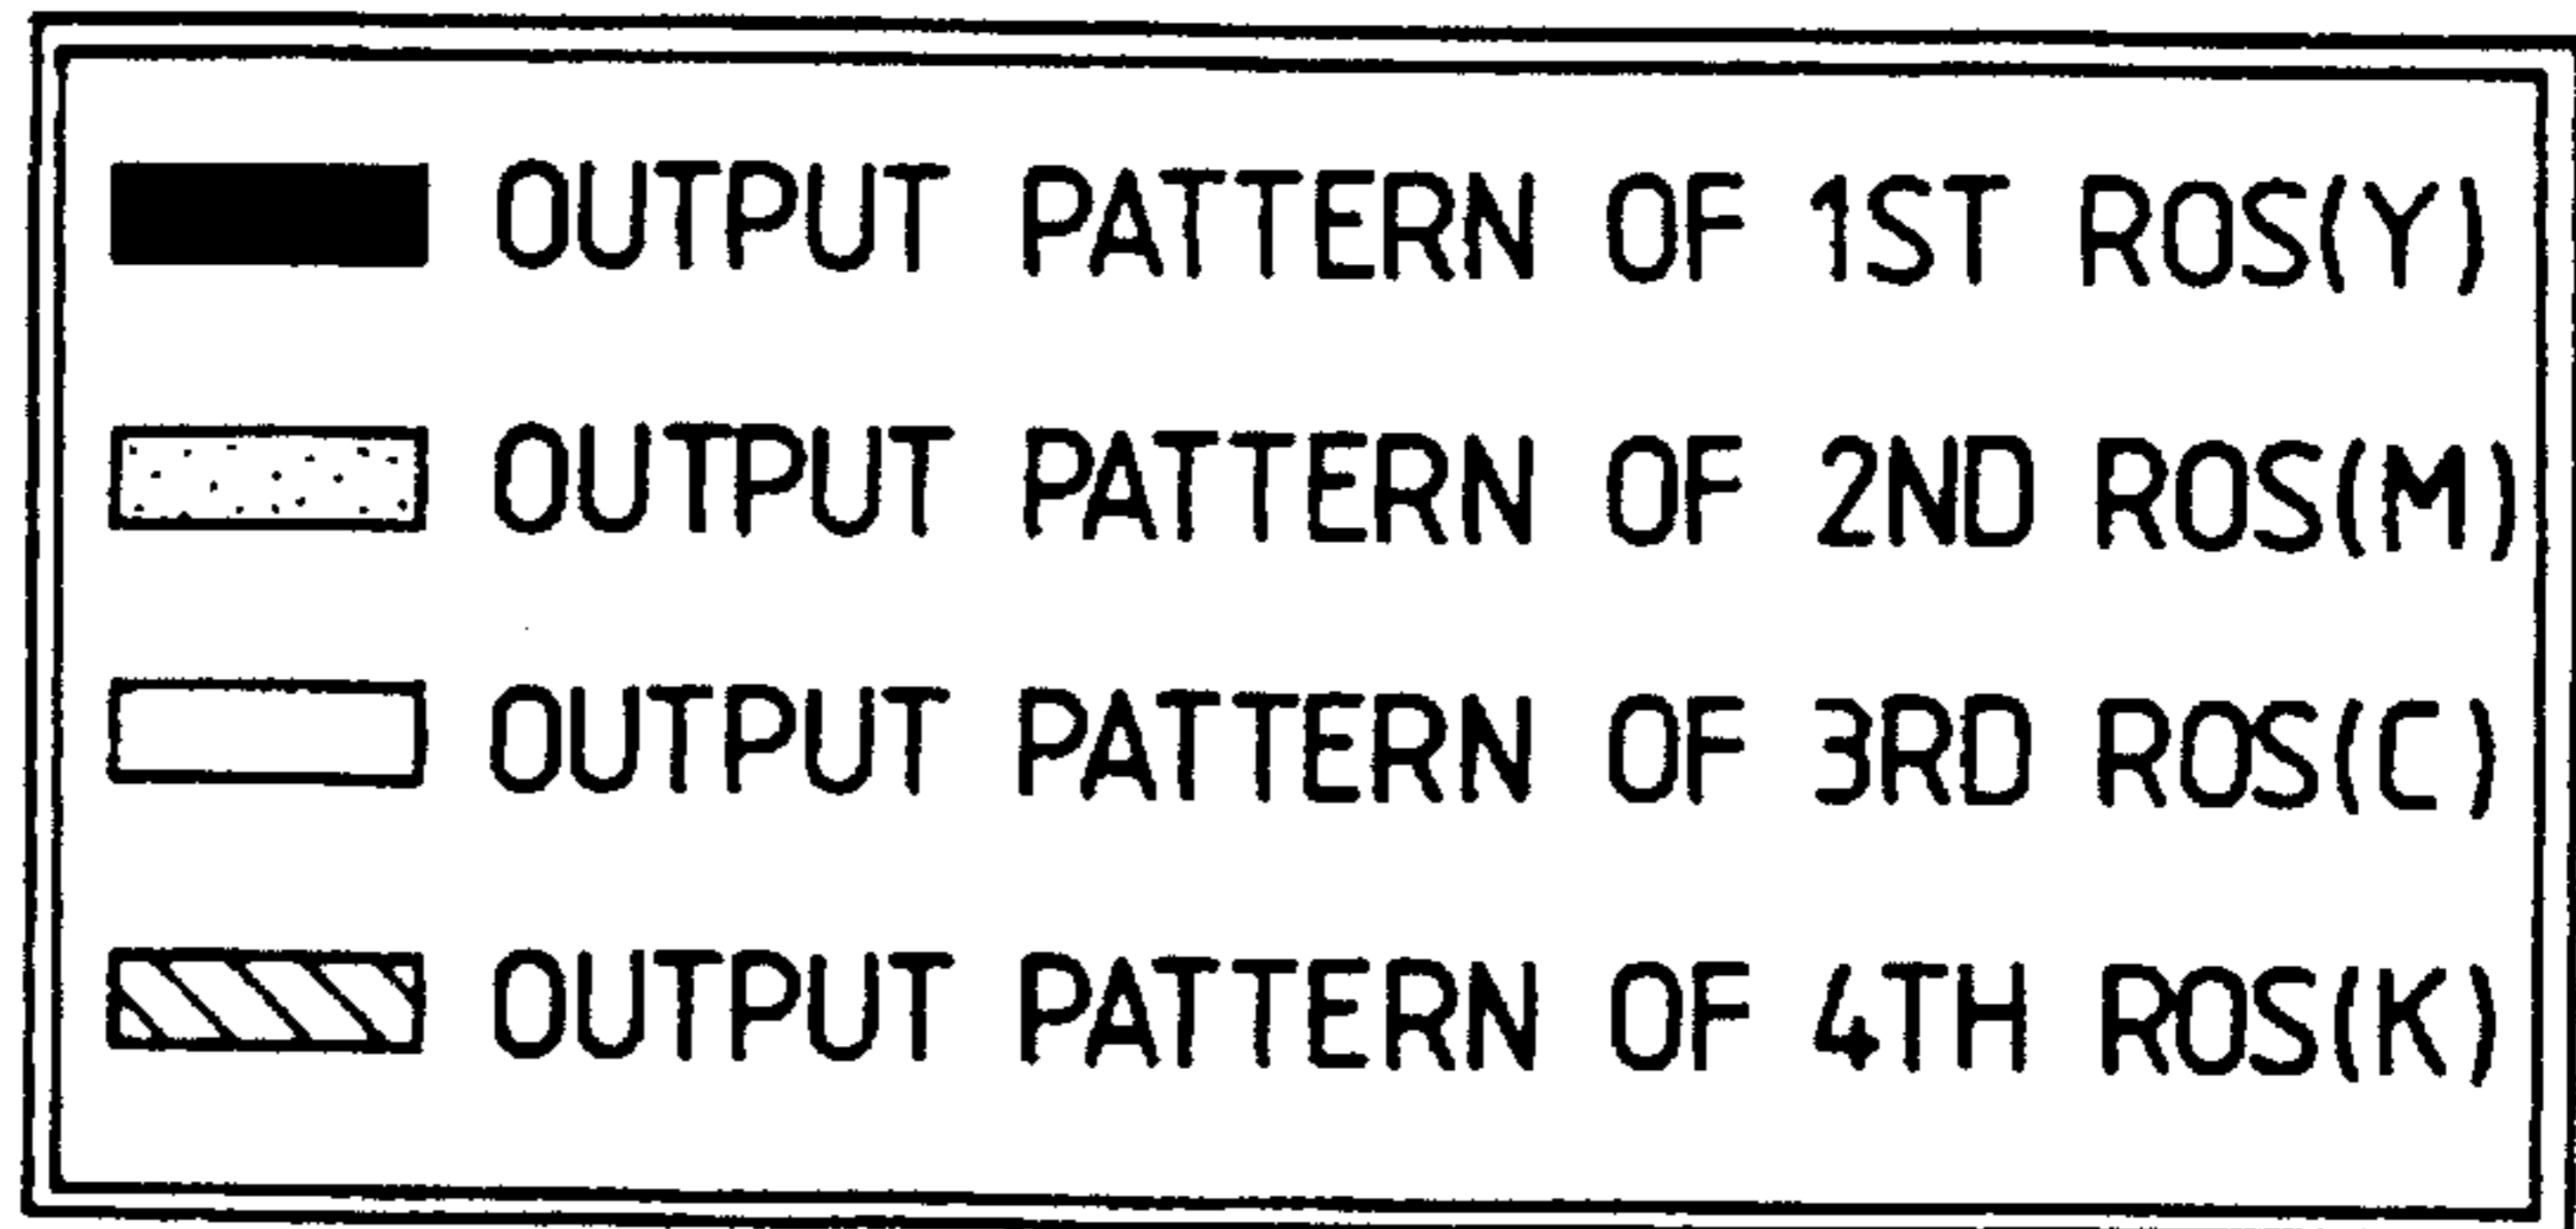 OUTPUT PATTERN OF 1ST ROS(Y)
OUTPUT PATTERN OF 2ND ROS(M)
OUTPUT PATTERN OF 3RD ROS(C)
OUTPUT PATTERN OF 4TH ROS(K)